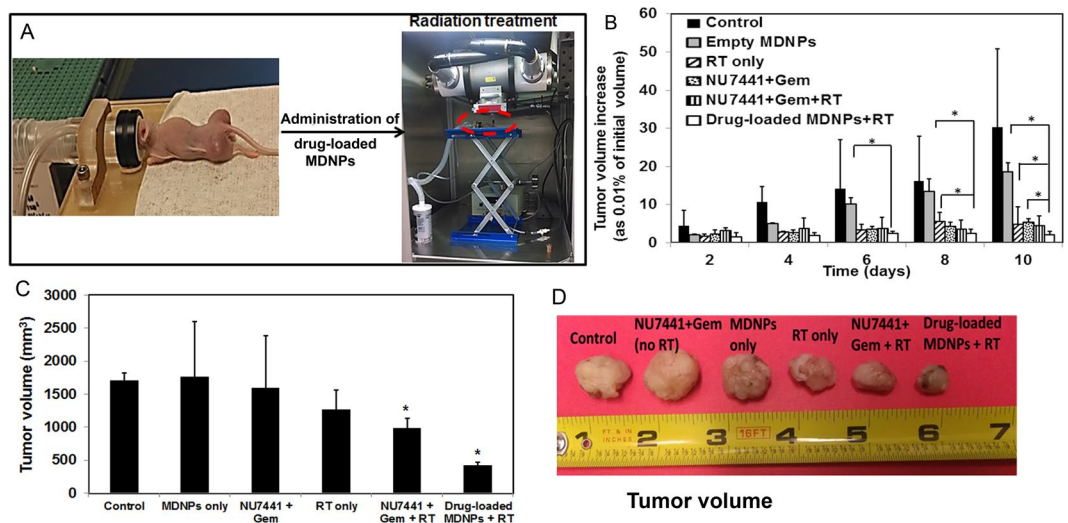 A
Radiation treatment
Administration of
drug-loaded
MDNPs
B
Tumor volume increase
(as 0.01% of initial volume)
60
50
40
30
20
10
0
Control
Empty MDNPs
RT only
NU7441+Gem
NU7441+Gem+RT
Drug-loaded MDNPs+RT
*
*
*
*
*
*
2 4 6 8 10
Time (days)
C
Tumor volume (mm³)
3000
2500
2000
1500
1000
500
0
*
*
Control
MDNPs only
NU7441 +
Gem
RT only
NU7441 +
Gem + RT
Drug-loaded
MDNPs + RT
D
Control
NU7441+Gem
(no RT)
MDNPs
only
RT only
NU7441+
Gem + RT
Drug-loaded
MDNPs + RT
1 FT & IN INCHES 2 3 16FT 4 5 6 7
Tumor volume